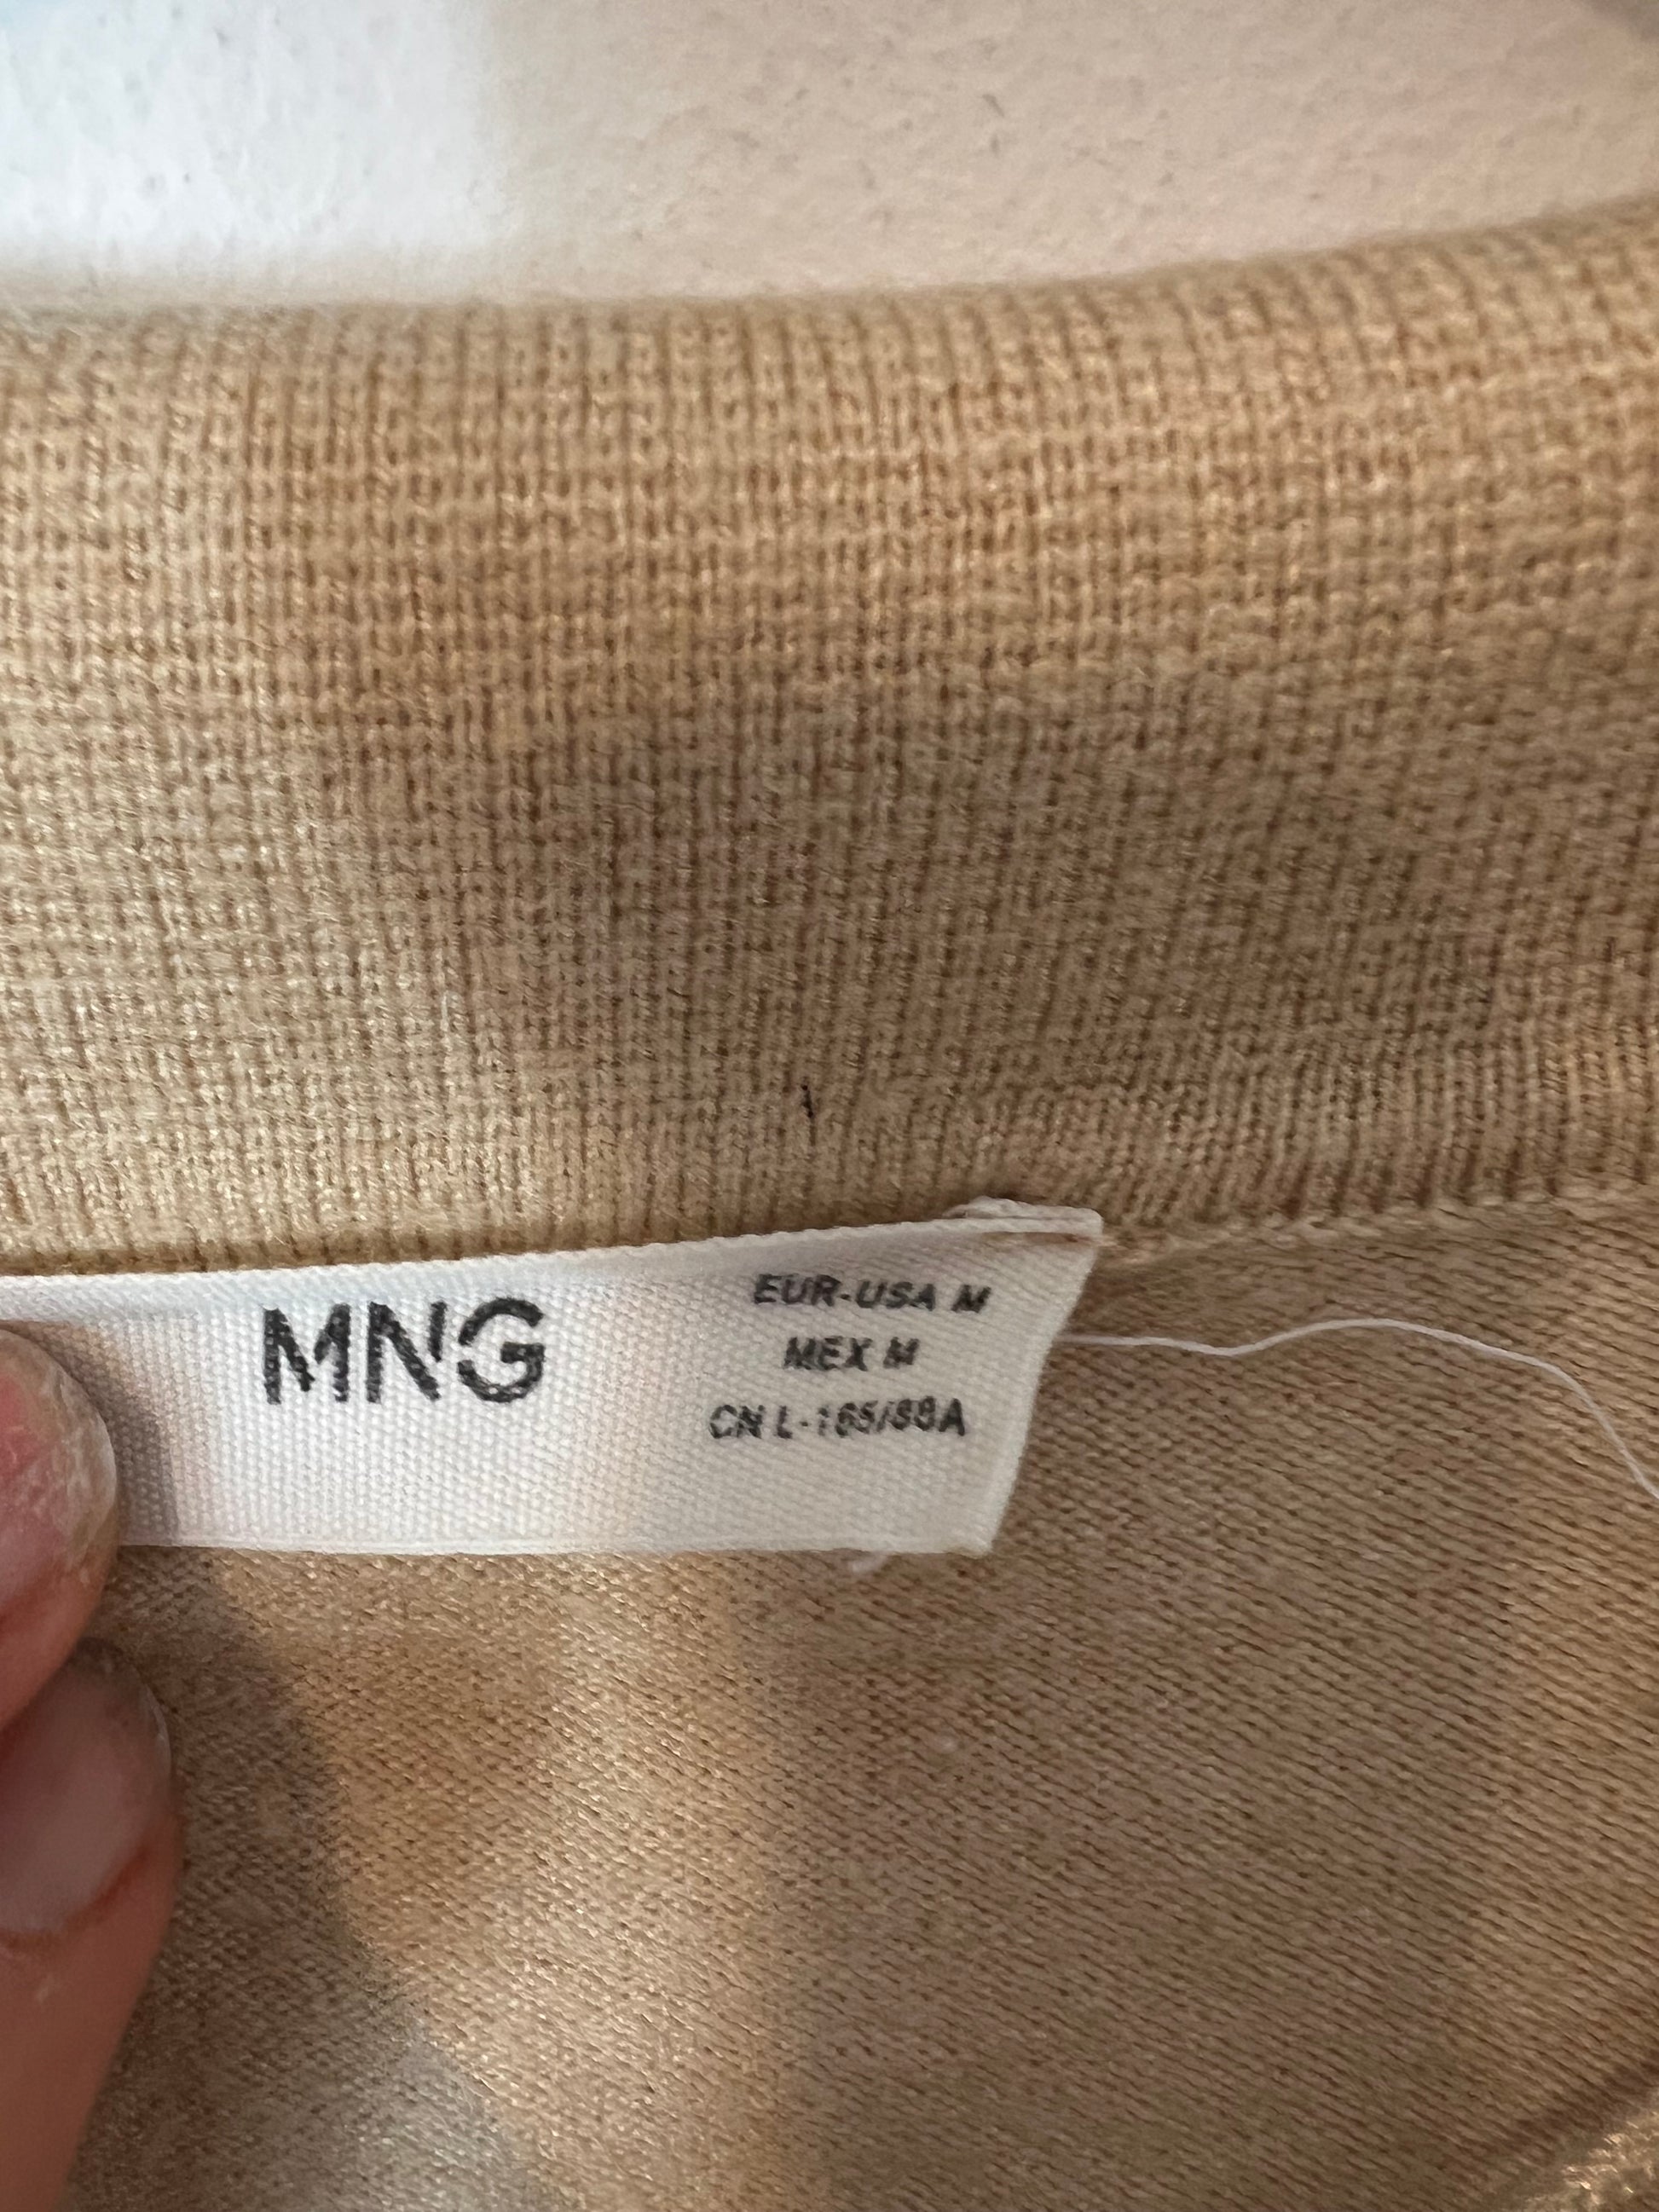 MNG
EUR-USA M
MEX M
CN L-165/88A